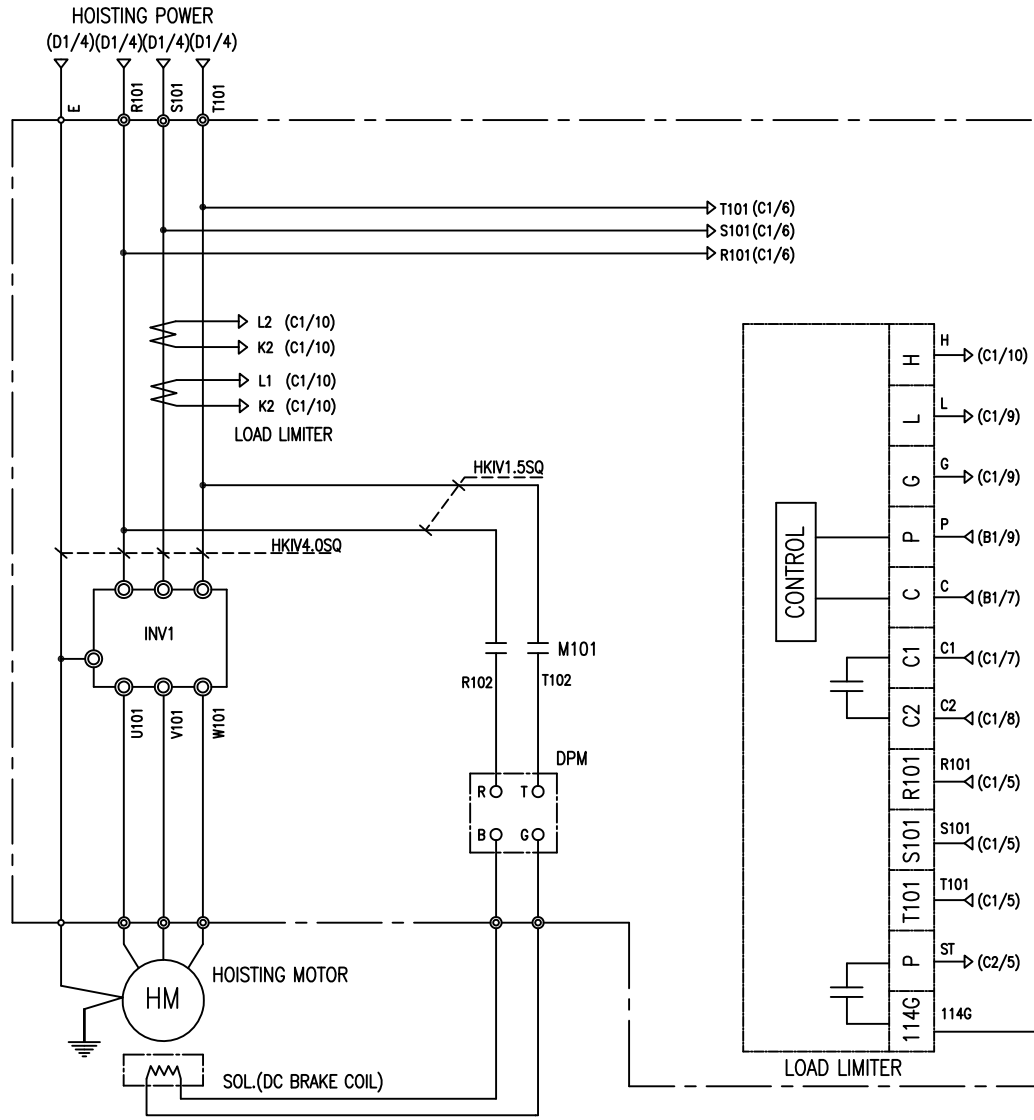 HOISTING POWER
(D1/4)(D1/4)(D1/4)(D1/4)
E
R101
S101
T101
T101 (C1/6)
S101 (C1/6)
R101 (C1/6)
L2 (C1/10)
K2 (C1/10)
L1 (C1/10)
K2 (C1/10)
LOAD LIMITER
HKIV1.5SQ
HKIV4.0SQ
INV1
U101
V101
W101
M101
R102
T102
DPM
R T
B G
HM
HOISTING MOTOR
SOL.(DC BRAKE COIL)
CONTROL
H H (C1/10)
L L (C1/9)
G G (C1/9)
P P (B1/9)
C C (B1/7)
C1 C1 (C1/7)
C2 C2 (C1/8)
R101 R101 (C1/5)
S101 S101 (C1/5)
T101 T101 (C1/5)
P ST (C2/5)
114G 114G
LOAD LIMITER